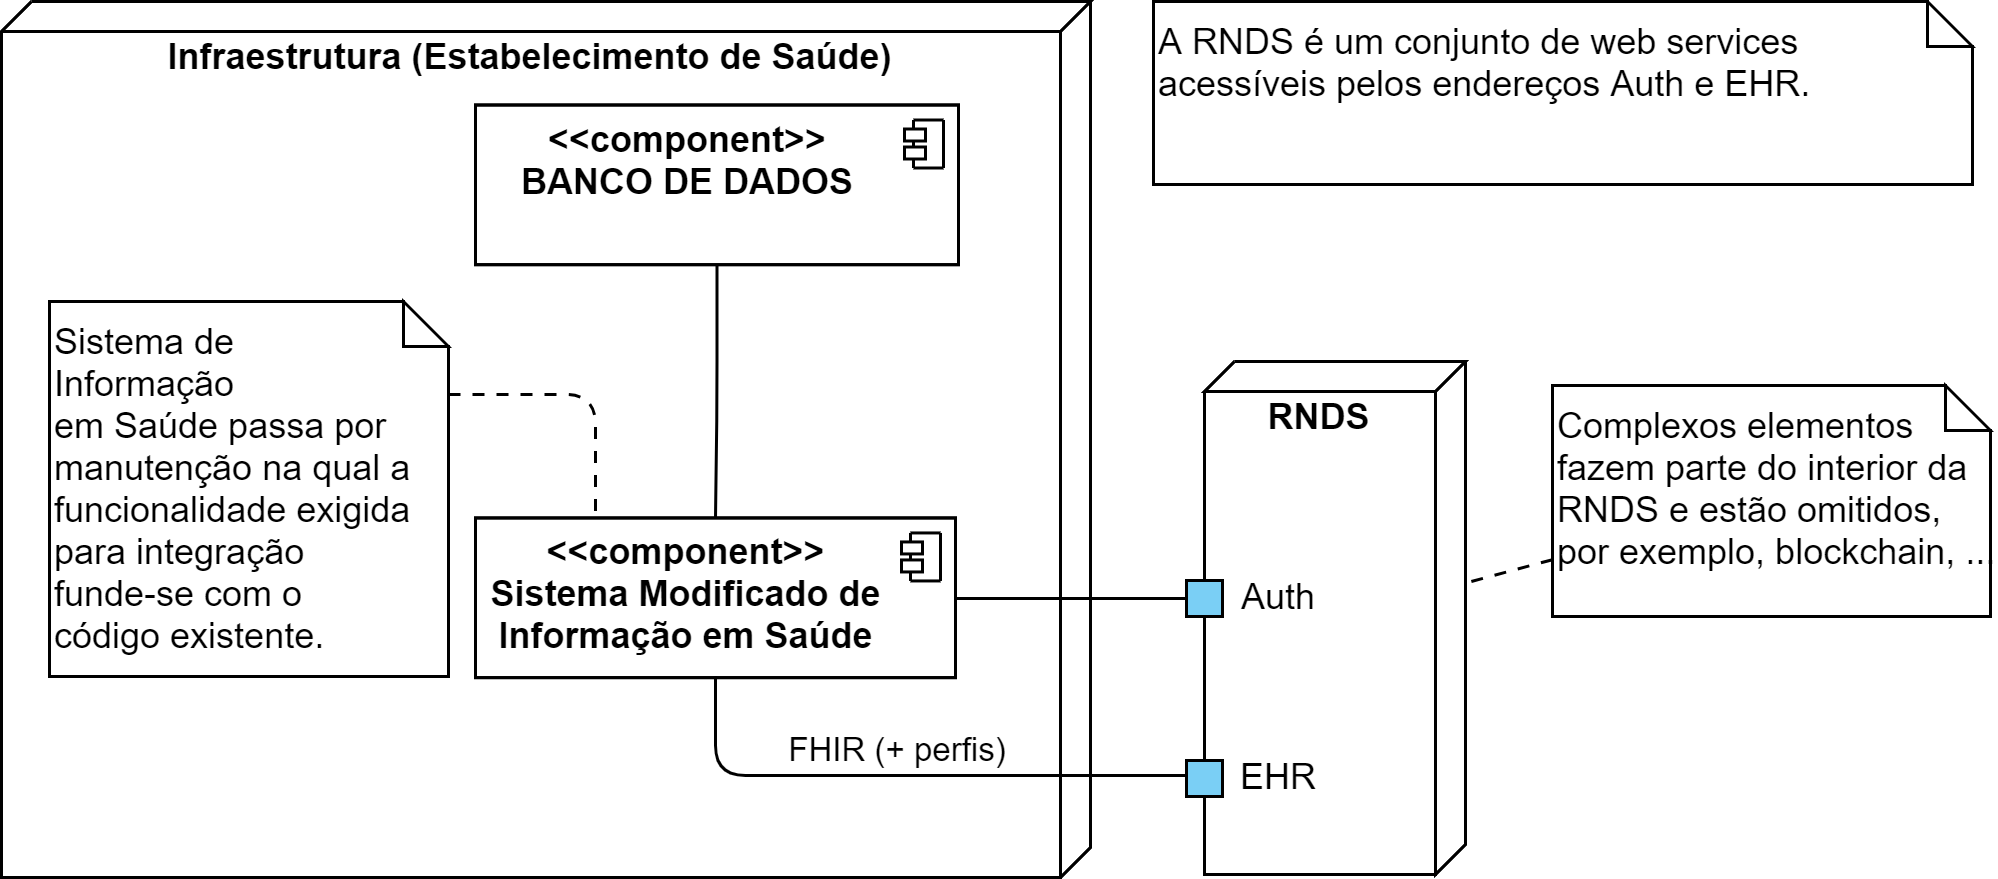 Infraestrutura (Estabelecimento de Saúde)
A RNDS é um conjunto de web services
acessíveis pelos endereços Auth e EHR.
<<component>>
BANCO DE DADOS
Sistema de
Informação
em Saúde passa por
manutenção na qual a
funcionalidade exigida
para integração
funde-se com o
código existente.
<<component>>
Sistema Modificado de
Informação em Saúde
FHIR (+ perfis)
RNDS
Auth
EHR
Complexos elementos
fazem parte do interior da
RNDS e estão omitidos,
por exemplo, blockchain, ...